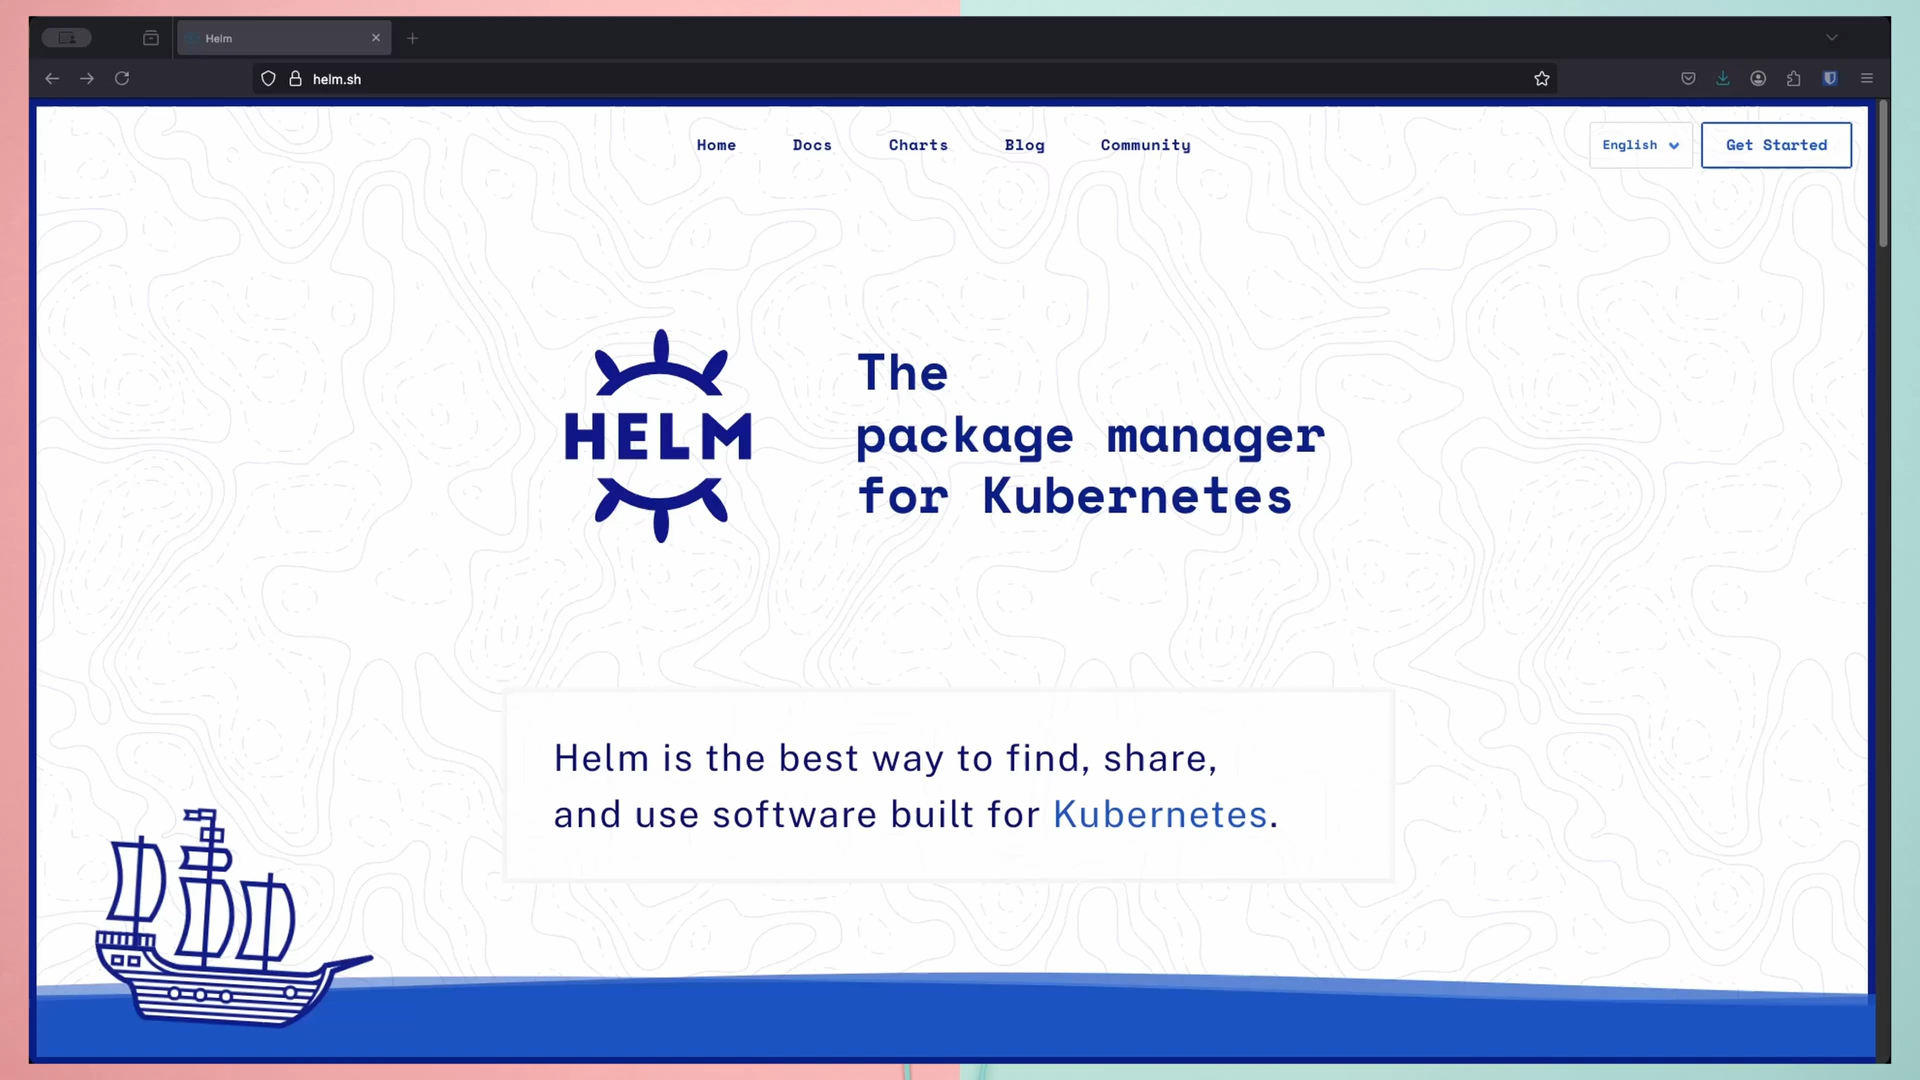 Helm
helm.sh
Home Docs Charts Blog Community English Get Started
HELM
The
package manager
for Kubernetes
Helm is the best way to find, share,
and use software built for Kubernetes.